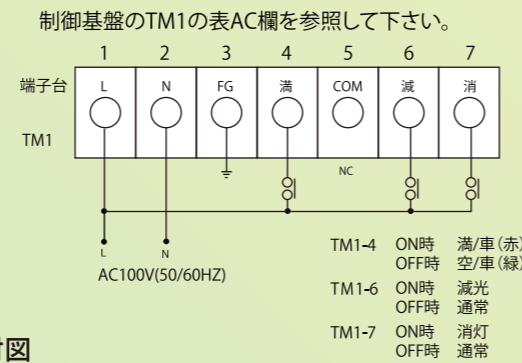 制御基盤のTM1の表AC欄を参照して下さい。
1 2 3 4 5 6 7
端子台 L N FG 満 COM 減 消
TM1
NC
L N
AC100V(50/60HZ)
TM1-4 ON時 満/車(赤)
OFF時 空/車(緑)
TM1-6 ON時 減光
OFF時 通常
TM1-7 ON時 消灯
OFF時 通常
図